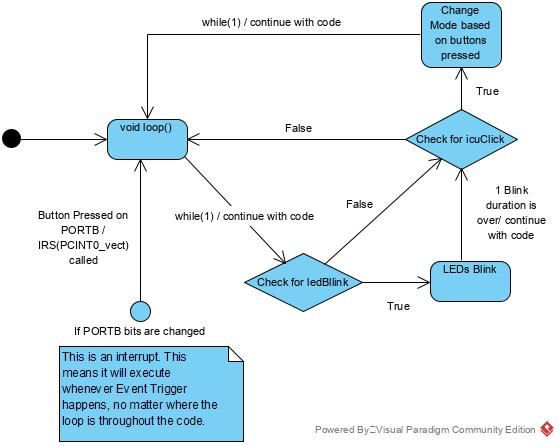 Change
Mode based
on buttons
pressed
while(1) / continue with code
True
void loop()
False
Check for icuClick
1 Blink
duration is
over/ continue
with code
False
Button Pressed on
PORTB /
IRS(PCINT0_vect)
called
while(1) / continue with code
Check for ledBllink
LEDs Blink
True
If PORTB bits are changed
This is an interrupt. This
means it will execute
whenever Event Trigger
happens, no matter where the
loop is throughout the code.
Powered By Visual Paradigm Community Edition